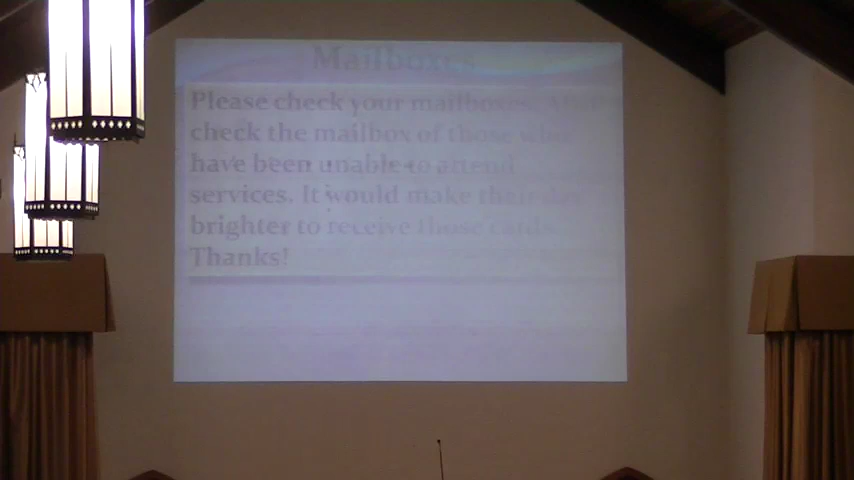 Mailboxes
Please check your mailboxes. Also
check the mailbox of those who
have been unable to attend
services. It would make their day
brighter to receive those cards.
Thanks!